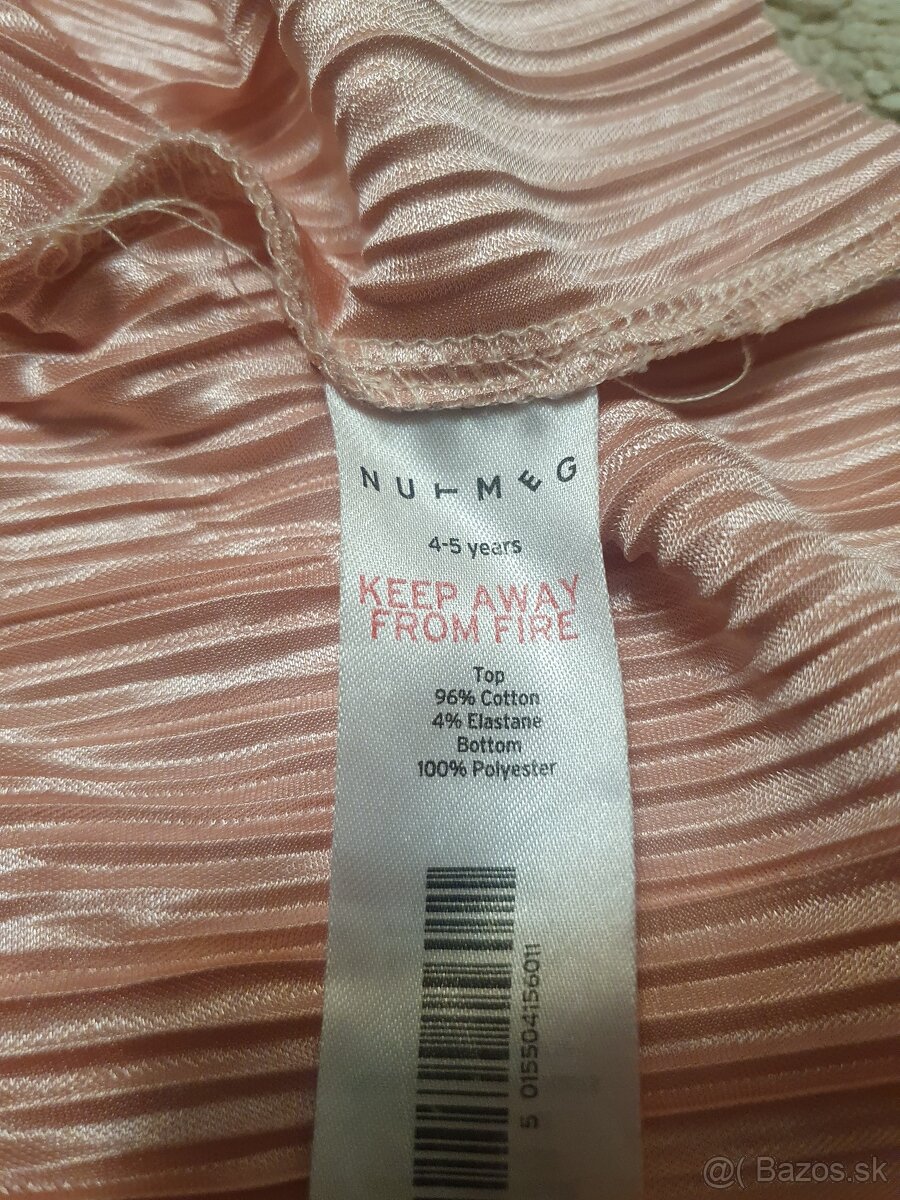 NUTMEG
4-5 years
KEEP AWAY
FROM FIRE
Top
96% Cotton
4% Elastane
Bottom
100% Polyester
5 015504156011
@( Bazos.sk